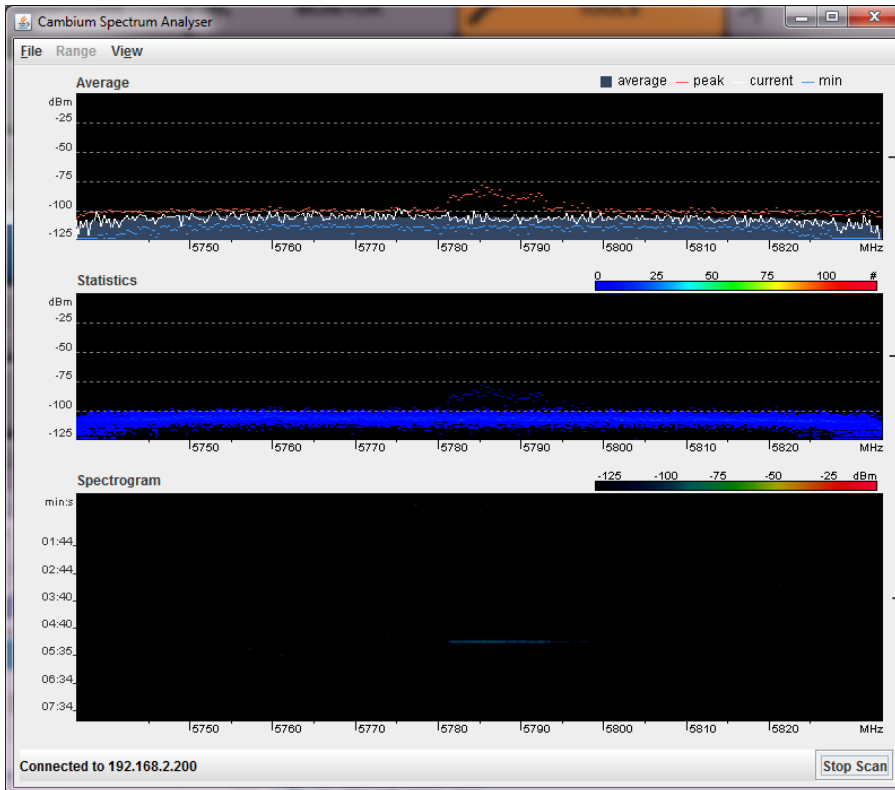 Cambium Spectrum Analyser
File Range View
Average
average peak current min
dBm
-25
-50
-75
-100
-125
5750 5760 5770 5780 5790 5800 5810 5820 MHz
Statistics
0 25 50 75 100 #
dBm
-25
-50
-75
-100
-125
5750 5760 5770 5780 5790 5800 5810 5820 MHz
Spectrogram
-125 -100 -75 -50 -25 dBm
min:s
01:44
02:44
03:40
04:40
05:35
06:34
07:34
5750 5760 5770 5780 5790 5800 5810 5820 MHz
Connected to 192.168.2.200
Stop Scan